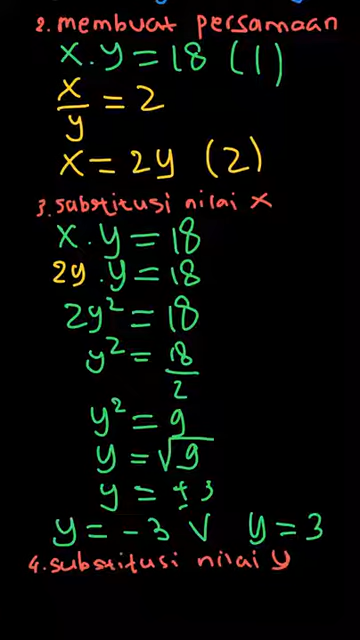 2. membuat persamaan
x . y = 18 (1)
x/y = 2
x = 2y (2)
3. substitusi nilai x
x . y = 18
2y . y = 18
2y² = 18
y² = 18/2
y² = 9
y = √9
y = ±3
y = -3 V y = 3
4. substitusi nilai y